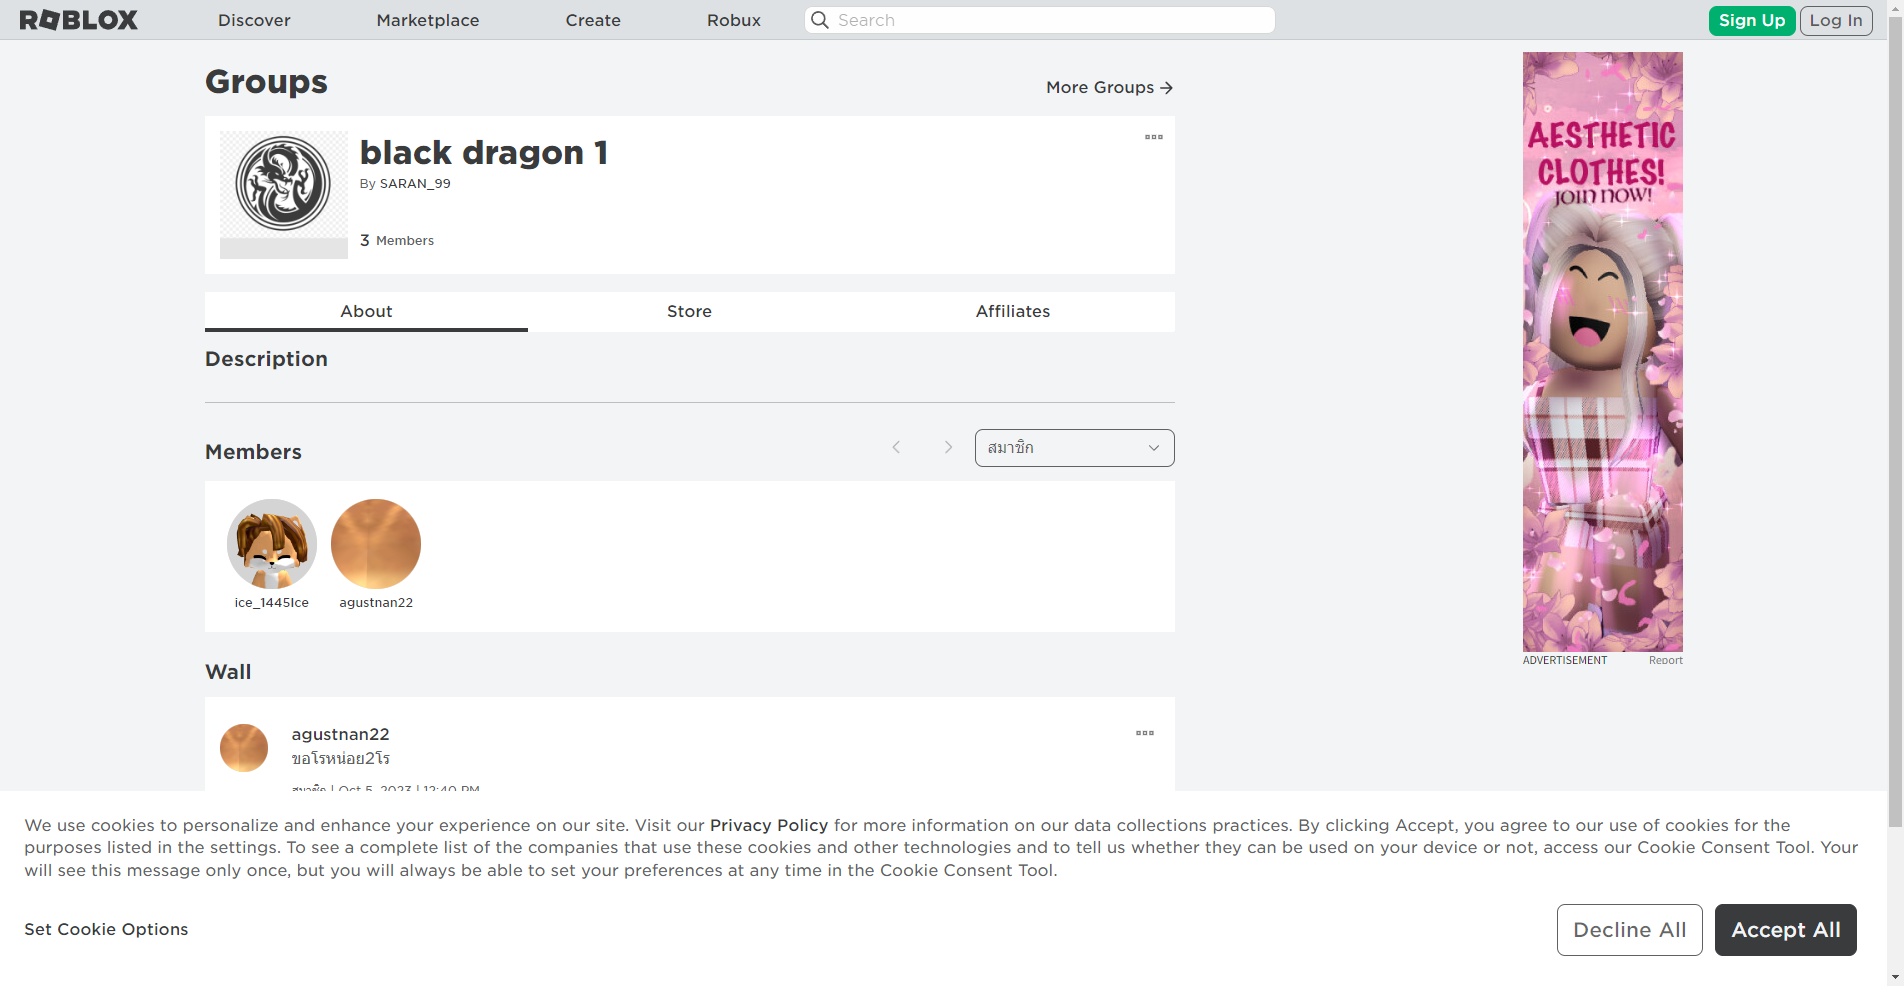 ROBLOX
Discover
Marketplace
Create
Robux
Search
Sign Up
Log In
Groups
More Groups
black dragon 1
By SARAN_99
3 Members
About
Store
Affiliates
Description
Members
สมาชิก
ice_1445Ice
agustnan22
Wall
agustnan22
ขอโรหน่อย2โร
สมาชิก | Oct 5, 2023 | 12:40 PM
AESTHETIC
CLOTHES!
JOIN NOW!
ADVERTISEMENT
Report
We use cookies to personalize and enhance your experience on our site. Visit our Privacy Policy for more information on our data collections practices. By clicking Accept, you agree to our use of cookies for the
purposes listed in the settings. To see a complete list of the companies that use these cookies and other technologies and to tell us whether they can be used on your device or not, access our Cookie Consent Tool. Your
will see this message only once, but you will always be able to set your preferences at any time in the Cookie Consent Tool.
Set Cookie Options
Decline All
Accept All